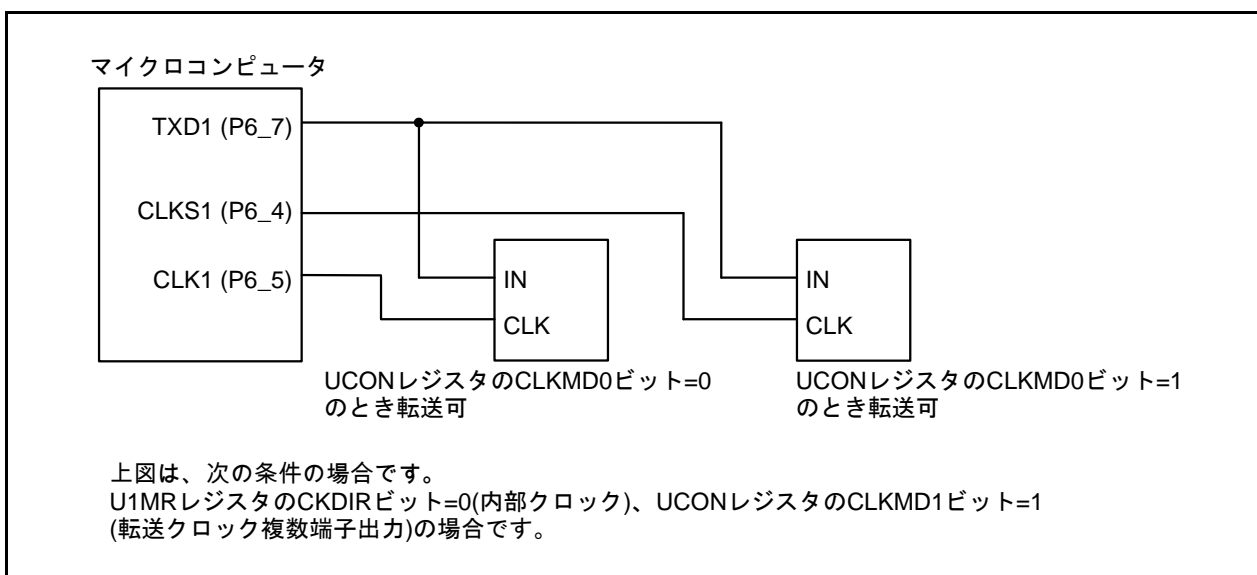 マイクロコンピュータ
TXD1 (P6_7)
CLKS1 (P6_4)
CLK1 (P6_5)
IN
CLK
IN
CLK
UCONレジスタのCLKMD0ビット=0
のとき転送可
UCONレジスタのCLKMD0ビット=1
のとき転送可
上図は、次の条件の場合です。
U1MRレジスタのCKDIRビット=0(内部クロック)、UCONレジスタのCLKMD1ビット=1
(転送クロック複数端子出力)の場合です。